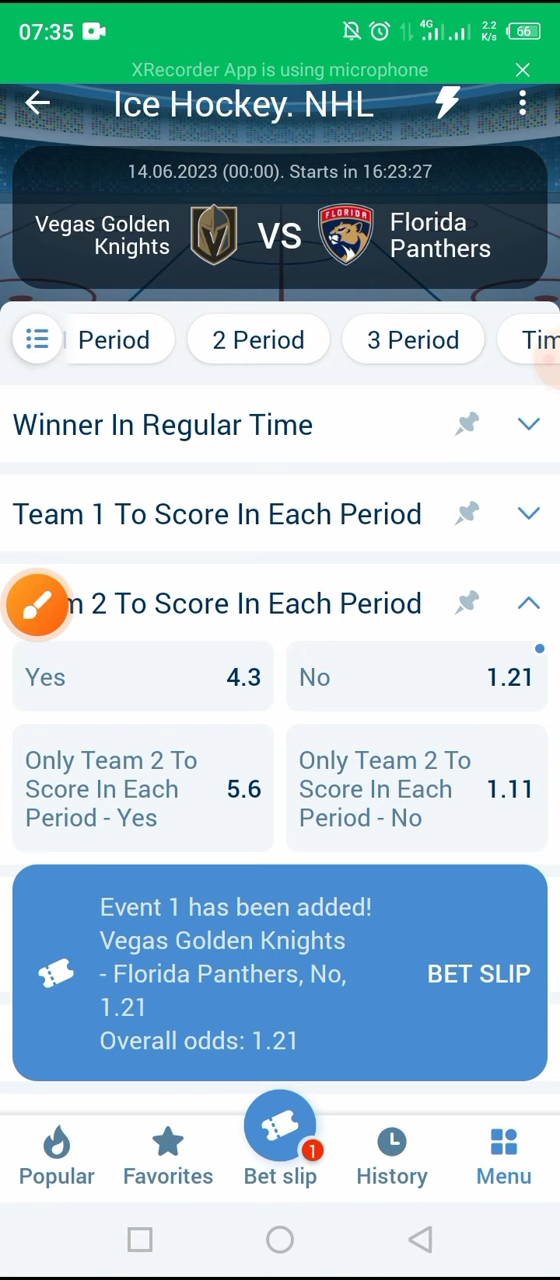 07:35
4G
2.2
K/s
66
XRecorder App is using microphone
Ice Hockey. NHL
14.06.2023 (00:00). Starts in 16:23:27
Vegas Golden
Knights
VS
FLORIDA
Florida
Panthers
Period
2 Period
3 Period
Tim
Winner In Regular Time
Team 1 To Score In Each Period
m 2 To Score In Each Period
Yes 4.3
No 1.21
Only Team 2 To
Score In Each
Period - Yes
5.6
Only Team 2 To
Score In Each
Period - No
1.11
Event 1 has been added!
Vegas Golden Knights
- Florida Panthers, No,
1.21
Overall odds: 1.21
BET SLIP
1
Popular
Favorites
Bet slip
History
Menu